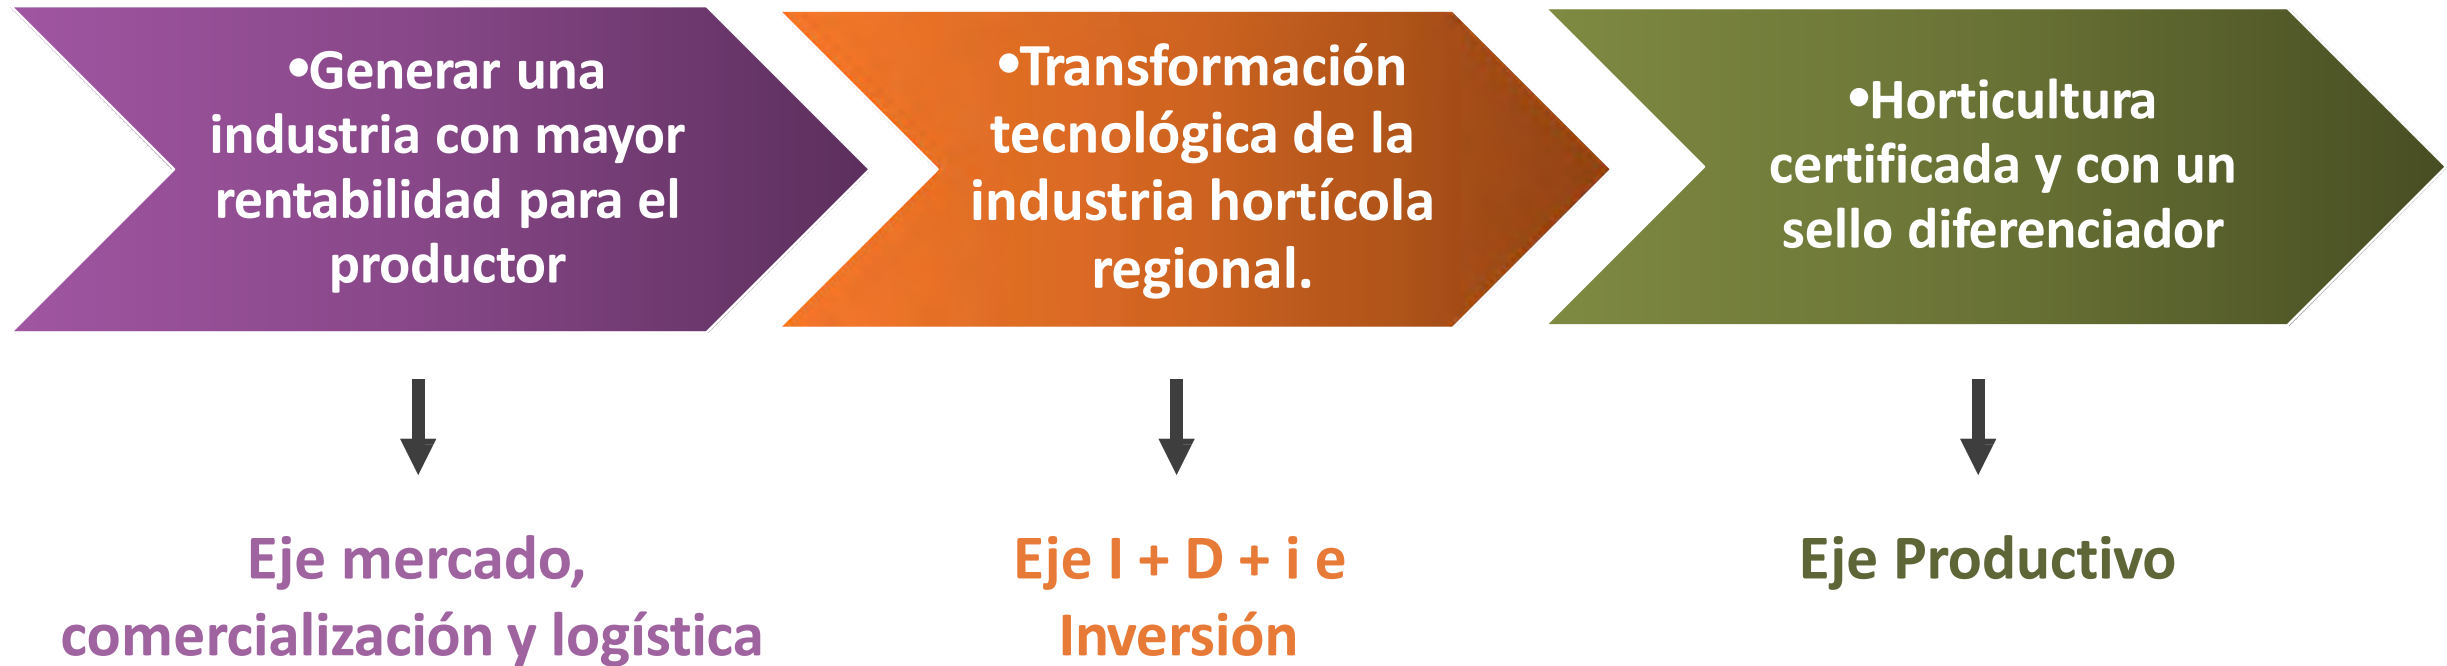 •Generar una
industria con mayor
rentabilidad para el
productor
•Transformación
tecnológica de la
industria hortícola
regional.
•Horticultura
certificada y con un
sello diferenciador
Eje mercado,
comercialización y logística
Eje I + D + i e
Inversión
Eje Productivo